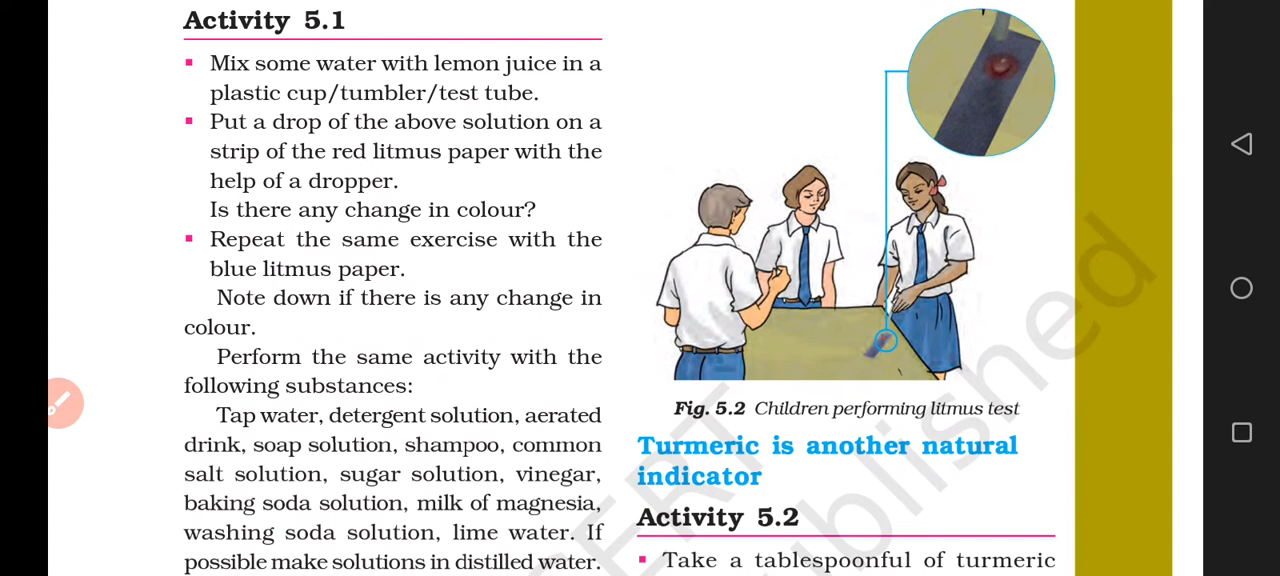 Activity 5.1
▪ Mix some water with lemon juice in a
plastic cup/tumbler/test tube.
▪ Put a drop of the above solution on a
strip of the red litmus paper with the
help of a dropper.
Is there any change in colour?
▪ Repeat the same exercise with the
blue litmus paper.
Note down if there is any change in
colour.
Perform the same activity with the
following substances:
Tap water, detergent solution, aerated
drink, soap solution, shampoo, common
salt solution, sugar solution, vinegar,
baking soda solution, milk of magnesia,
washing soda solution, lime water. If
possible make solutions in distilled water.
Fig. 5.2 Children performing litmus test
Turmeric is another natural
indicator
Activity 5.2
▪ Take a tablespoonful of turmeric